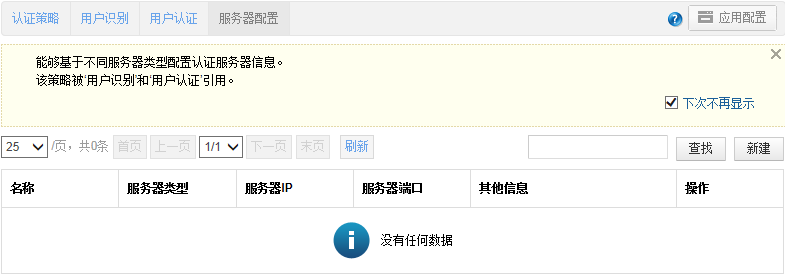 认证策略 用户识别 用户认证 服务器配置 应用配置
能够基于不同服务器类型配置认证服务器信息。
该策略被'用户识别'和'用户认证'引用。
下次不再显示
25 /页，共0条 首页 上一页 1/1 下一页 末页 刷新 查找 新建
名称 服务器类型 服务器IP 服务器端口 其他信息 操作
没有任何数据